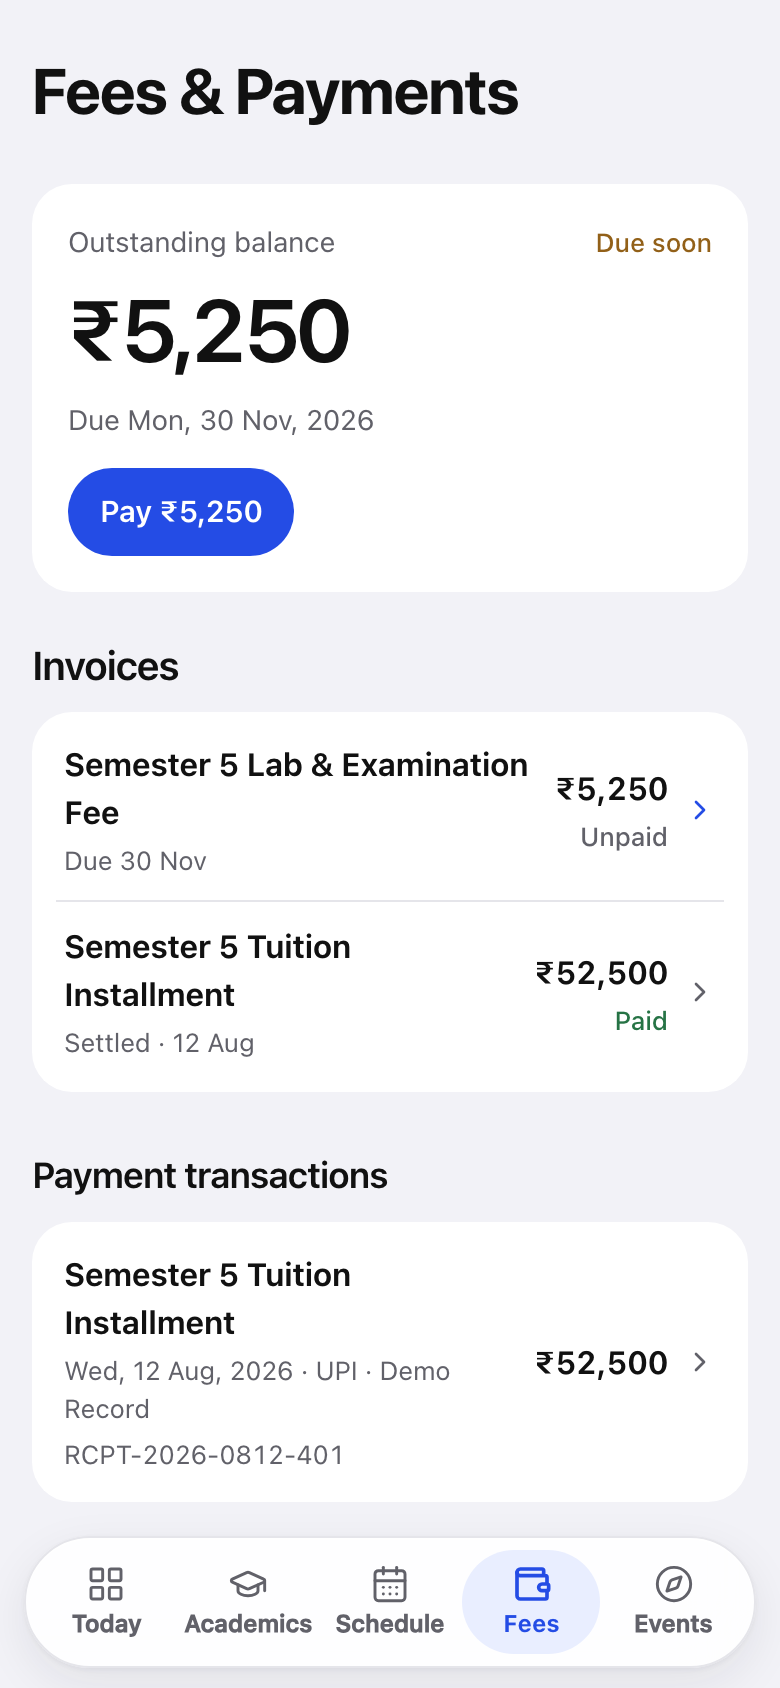 Fees & Payments
Outstanding balance
Due soon
₹5,250
Due Mon, 30 Nov, 2026
Pay ₹5,250
Invoices
Semester 5 Lab & Examination
Fee
Due 30 Nov
₹5,250
Unpaid
Semester 5 Tuition
Installment
Settled · 12 Aug
₹52,500
Paid
Payment transactions
Semester 5 Tuition
Installment
Wed, 12 Aug, 2026 · UPI · Demo
Record
RCPT-2026-0812-401
₹52,500
Today
Academics
Schedule
Fees
Events